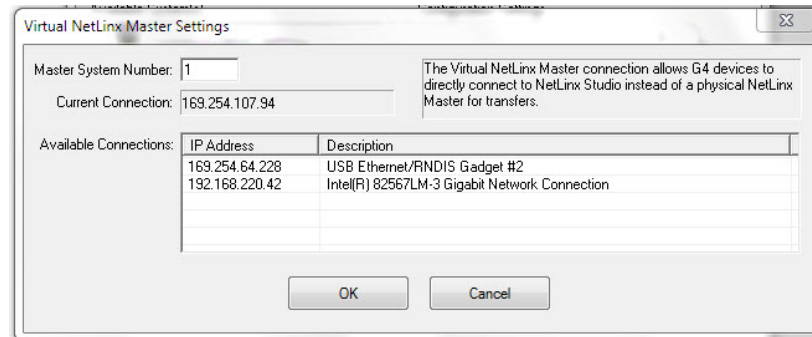 Virtual NetLinx Master Settings
Master System Number: 1
The Virtual NetLinx Master connection allows G4 devices to
directly connect to NetLinx Studio instead of a physical NetLinx
Master for transfers.
Current Connection: 169.254.107.94
Available Connections:
IP Address Description
169.254.64.228 USB Ethernet/RNDIS Gadget #2
192.168.220.42 Intel(R) 82567LM-3 Gigabit Network Connection
OK Cancel